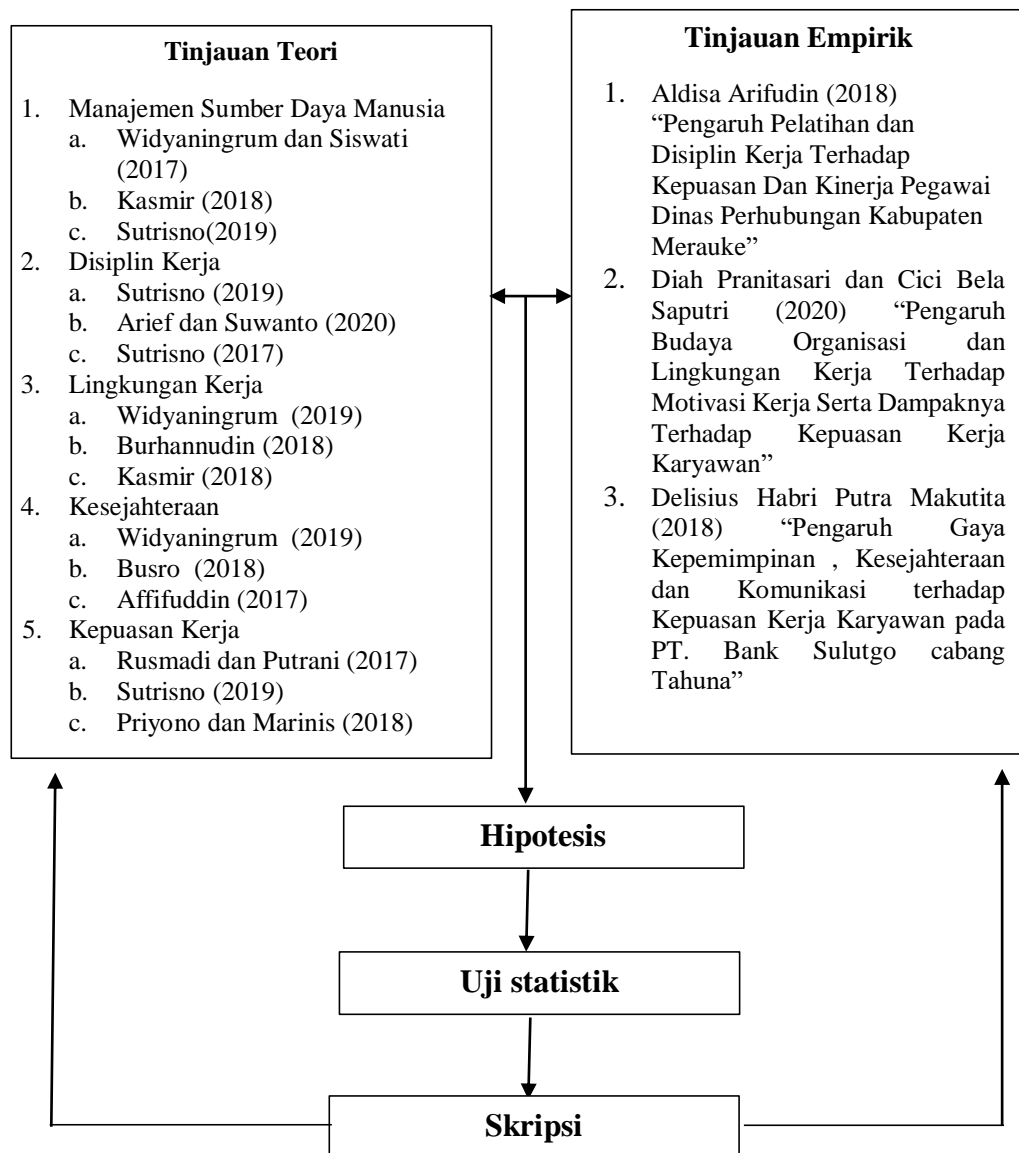 Tinjauan Teori
1. Manajemen Sumber Daya Manusia
a. Widyaningrum dan Siswati
(2017)
b. Kasmir (2018)
c. Sutrisno(2019)
2. Disiplin Kerja
a. Sutrisno (2019)
b. Arief dan Suwanto (2020)
c. Sutrisno (2017)
3. Lingkungan Kerja
a. Widyaningrum (2019)
b. Burhannudin (2018)
c. Kasmir (2018)
4. Kesejahteraan
a. Widyaningrum (2019)
b. Busro (2018)
c. Affifuddin (2017)
5. Kepuasan Kerja
a. Rusmadi dan Putrani (2017)
b. Sutrisno (2019)
c. Priyono dan Marinis (2018)
Tinjauan Empirik
1. Aldisa Arifudin (2018)
“Pengaruh Pelatihan dan
Disiplin Kerja Terhadap
Kepuasan Dan Kinerja Pegawai
Dinas Perhubungan Kabupaten
Merauke”
2. Diah Pranitasari dan Cici Bela
Saputri (2020) “Pengaruh
Budaya Organisasi dan
Lingkungan Kerja Terhadap
Motivasi Kerja Serta Dampaknya
Terhadap Kepuasan Kerja
Karyawan”
3. Delisius Habri Putra Makutita
(2018) “Pengaruh Gaya
Kepemimpinan , Kesejahteraan
dan Komunikasi terhadap
Kepuasan Kerja Karyawan pada
PT. Bank Sulutgo cabang
Tahuna”
Hipotesis
Uji statistik
Skripsi